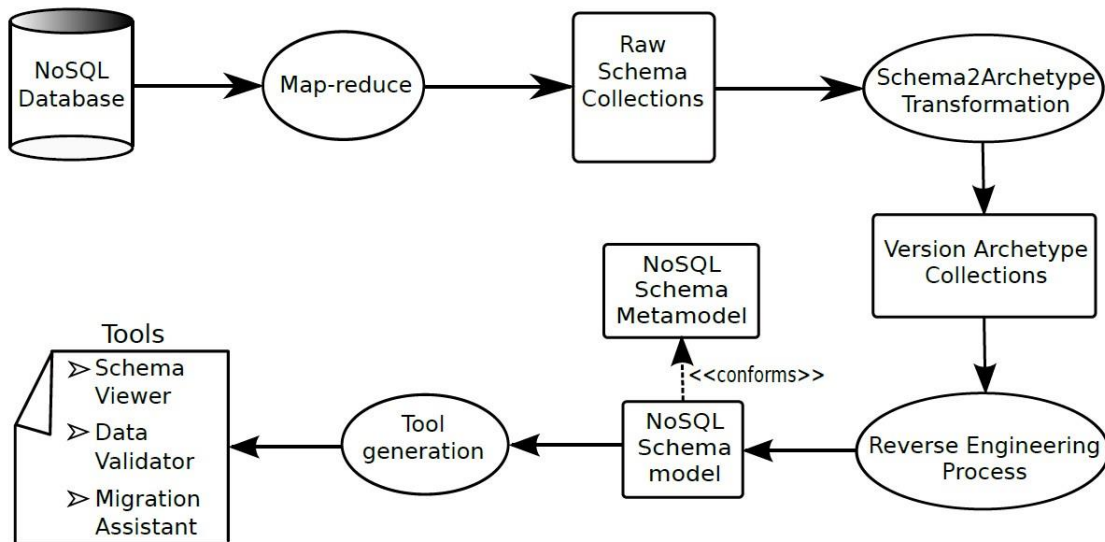 NoSQL
Database
Map-reduce
Raw
Schema
Collections
Schema2Archetype
Transformation
Version Archetype
Collections
NoSQL
Schema
Metamodel
<<conforms>>
Tools
Schema
Viewer
Data
Validator
Migration
Assistant
Tool
generation
NoSQL
Schema
model
Reverse Engineering
Process